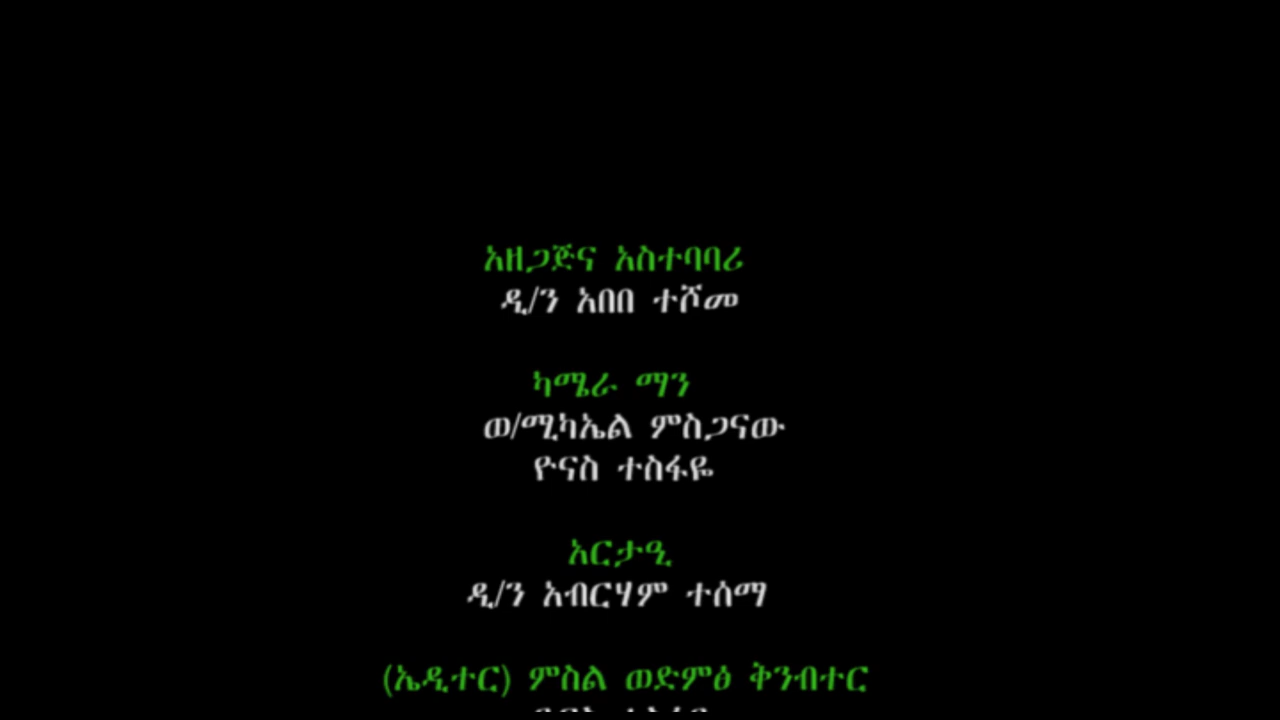 አዘጋጅና አስተባባሪ
ዲ/ን አበበ ተሾመ
ካሜራ ማን
ወ/ሚካኤል ምስጋናው
ዮናስ ተስፋዬ
አርታዒ
ዲ/ን አብርሃም ተሰማ
(ኤዲተር) ምስል ወድምፅ ቅንብተር